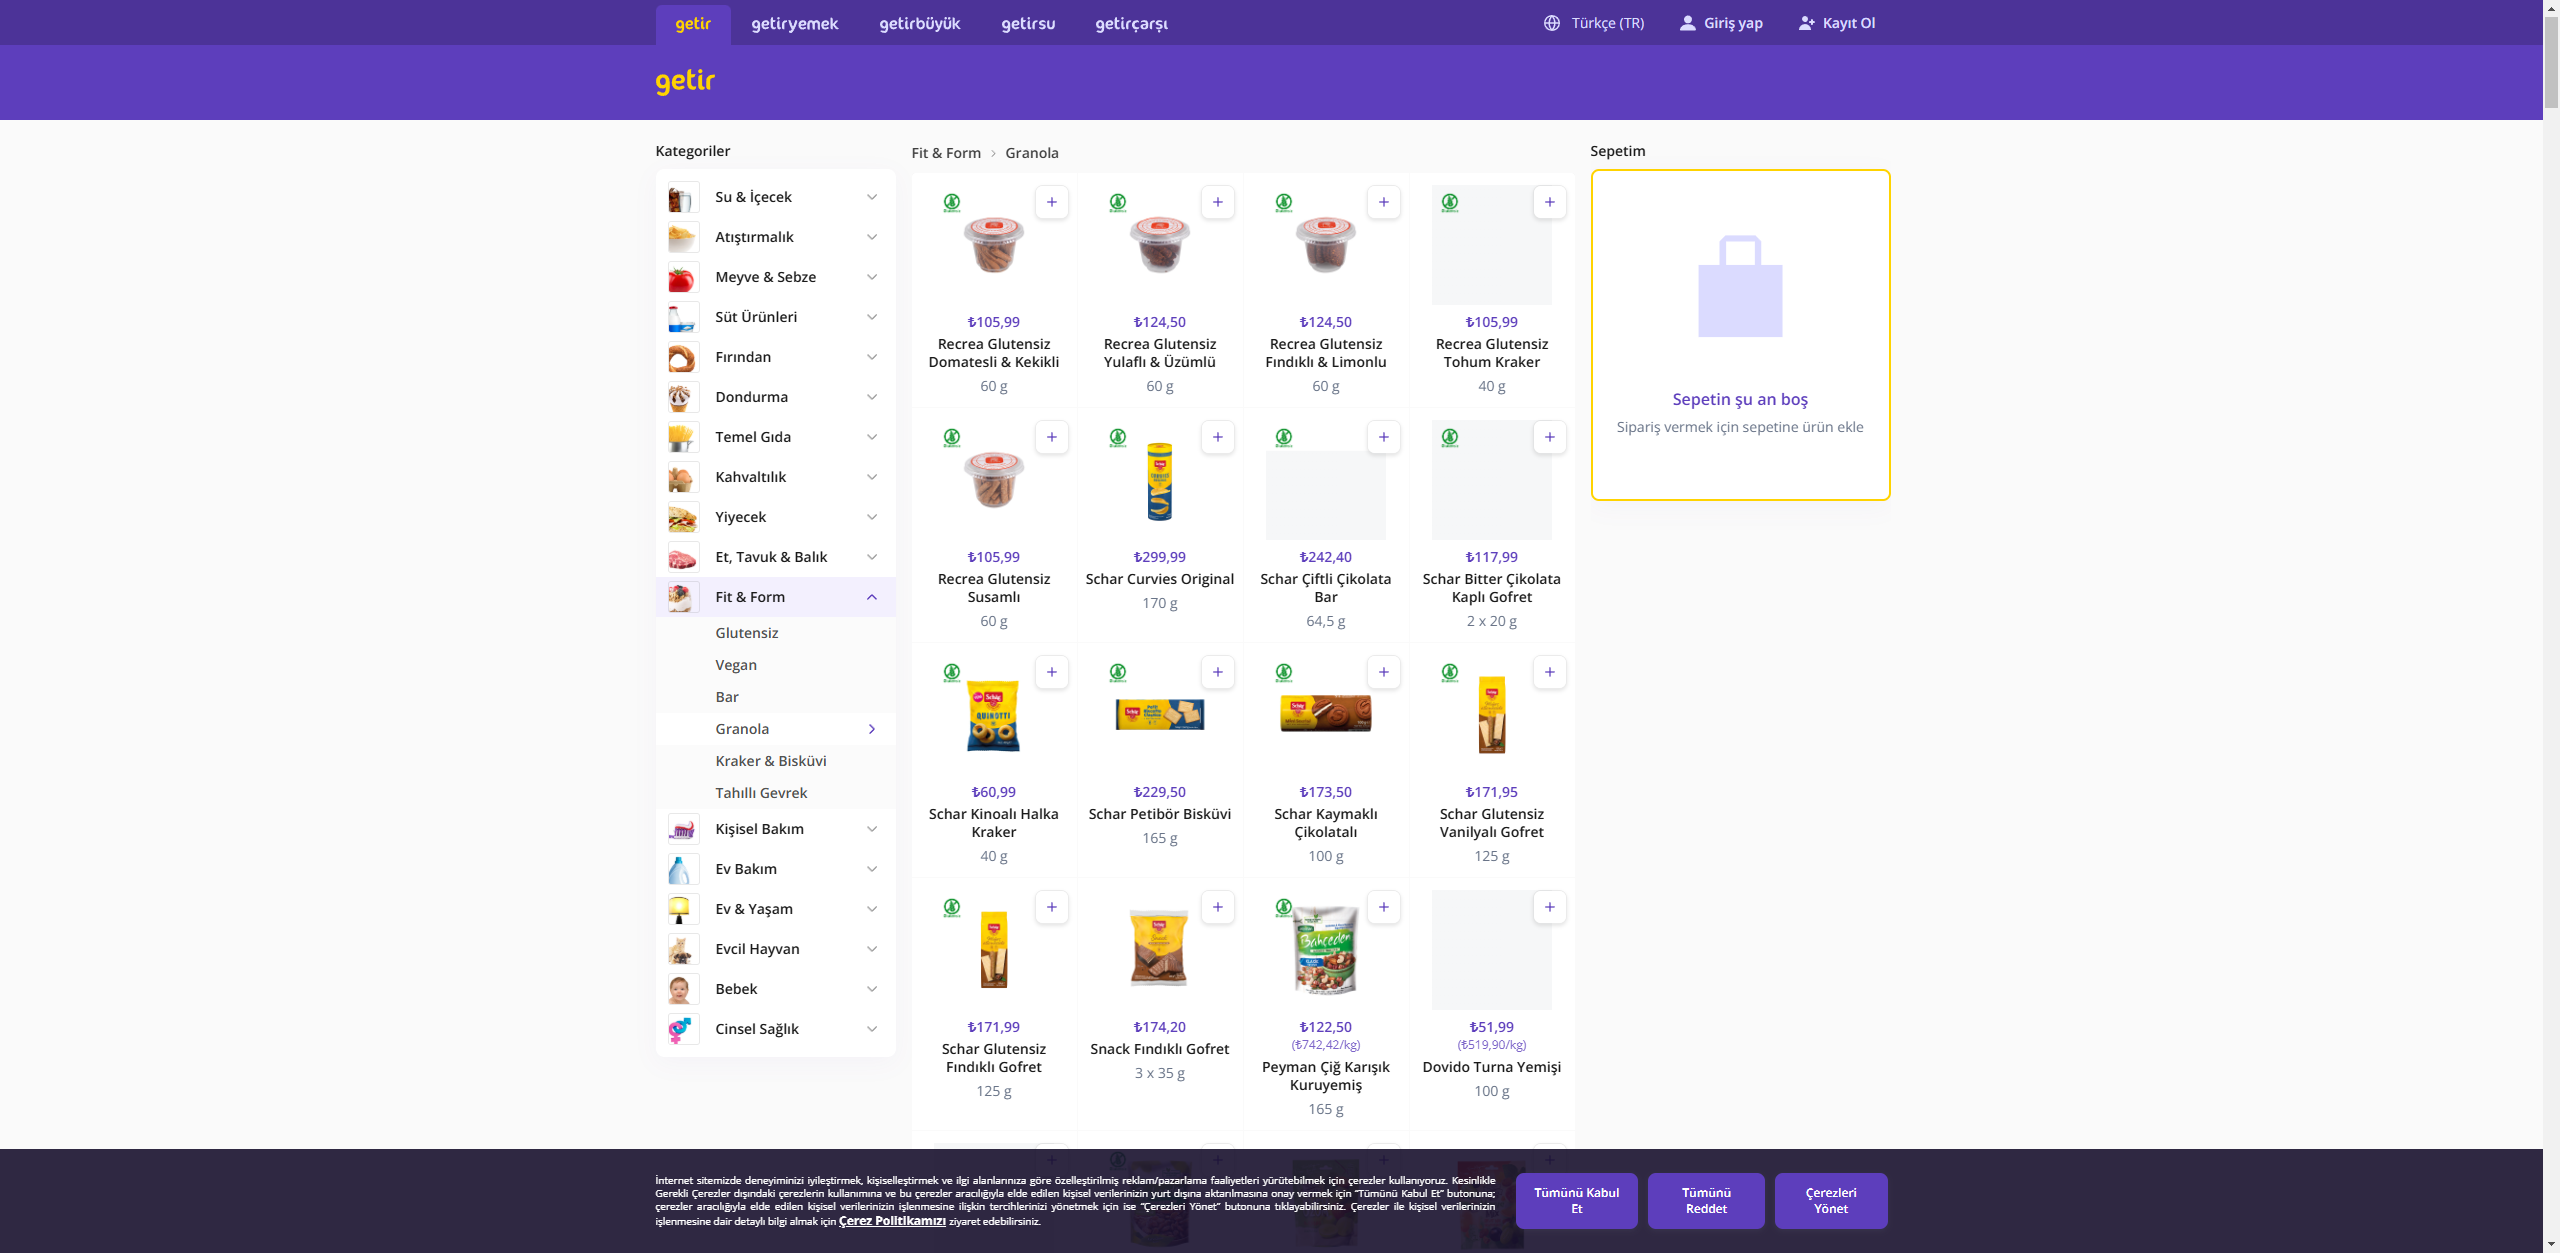 getir
getiryemek
getirbüyük
getirsu
getirçarşı
Türkçe (TR)
Giriş yap
Kayıt Ol
getir
Kategoriler
Su & İçecek
Atıştırmalık
Meyve & Sebze
Süt Ürünleri
Fırından
Dondurma
Temel Gıda
Kahvaltılık
Yiyecek
Et, Tavuk & Balık
Fit & Form
Glutensiz
Vegan
Bar
Granola
Kraker & Bisküvi
Tahıllı Gevrek
Kişisel Bakım
Ev Bakım
Ev & Yaşam
Evcil Hayvan
Bebek
Cinsel Sağlık
Fit & Form > Granola
₺105,99
Recrea Glutensiz
Domatesli & Kekikli
60 g
₺124,50
Recrea Glutensiz
Yulaflı & Üzümlü
60 g
₺124,50
Recrea Glutensiz
Fındıklı & Limonlu
60 g
₺105,99
Recrea Glutensiz
Tohum Kraker
40 g
₺105,99
Recrea Glutensiz
Susamlı
60 g
₺299,99
Schar Curvies Original
170 g
₺242,40
Schar Çiftli Çikolata
Bar
64,5 g
₺117,99
Schar Bitter Çikolata
Kaplı Gofret
2 x 20 g
Schär
QUINOTTI
₺60,99
Schar Kinoalı Halka
Kraker
40 g
₺229,50
Schar Petibör Bisküvi
165 g
₺173,50
Schar Kaymaklı
Çikolatalı
100 g
₺171,95
Schar Glutensiz
Vanilyalı Gofret
125 g
₺171,99
Schar Glutensiz
Fındıklı Gofret
125 g
₺174,20
Snack Fındıklı Gofret
3 x 35 g
Bahçeden
₺122,50
(₺742,42/kg)
Peyman Çiğ Karışık
Kuruyemiş
165 g
₺51,99
(₺519,90/kg)
Dovido Turna Yemişi
100 g
Sepetim
Sepetin şu an boş
Sipariş vermek için sepetine ürün ekle
İnternet sitemizde deneyiminizi iyileştirmek, kişiselleştirmek ve ilgi alanlarınıza göre özelleştirilmiş reklam/pazarlama faaliyetleri yürütebilmek için çerezler kullanıyoruz. Kesinlikle
Gerekli Çerezler dışındaki çerezlerin kullanımına ve bu çerezler aracılığıyla elde edilen kişisel verilerinizin yurt dışına aktarılmasına onay vermek için “Tümünü Kabul Et” butonuna;
çerezler aracılığıyla elde edilen kişisel verilerinizin işlenmesine ilişkin tercihlerinizi yönetmek için ise “Çerezleri Yönet” butonuna tıklayabilirsiniz. Çerezler ile kişisel verilerinizin
işlenmesine dair detaylı bilgi almak için Çerez Politikamızı ziyaret edebilirsiniz.
Tümünü Kabul
Et
Tümünü
Reddet
Çerezleri
Yönet